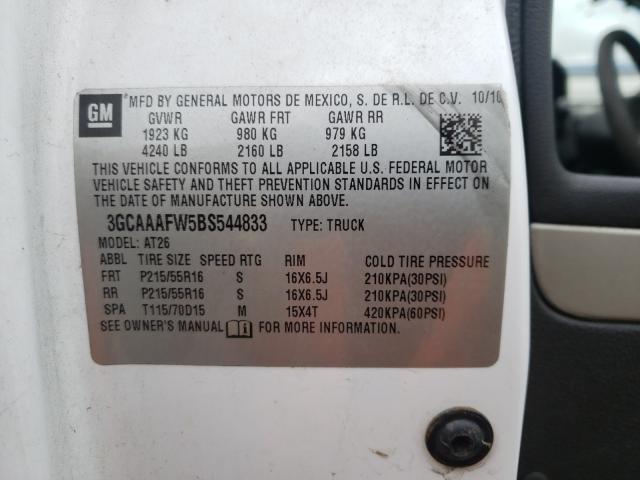 GM *MFD BY GENERAL MOTORS DE MEXICO, S. DE R.L. DE C.V. 10/10
GVWR GAWR FRT GAWR RR
1923 KG 980 KG 979 KG
4240 LB 2160 LB 2158 LB
THIS VEHICLE CONFORMS TO ALL APPLICABLE U.S. FEDERAL MOTOR
VEHICLE SAFETY AND THEFT PREVENTION STANDARDS IN EFFECT ON
THE DATE OF MANUFACTURE SHOWN ABOVE.
3GCAAAFW5BS544833 TYPE: TRUCK
MODEL: AT26
ABBL TIRE SIZE SPEED RTG RIM COLD TIRE PRESSURE
FRT P215/55R16 S 16X6.5J 210KPA(30PSI)
RR P215/55R16 S 16X6.5J 210KPA(30PSI)
SPA T115/70D15 M 15X4T 420KPA(60PSI)
SEE OWNER'S MANUAL FOR MORE INFORMATION.